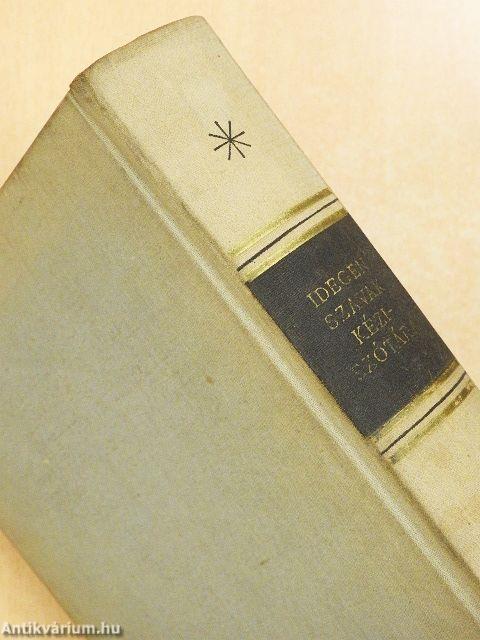 IDEGEN
SZAVAK
KÉZI-
SZÓTÁRA
Antikvárium.hu